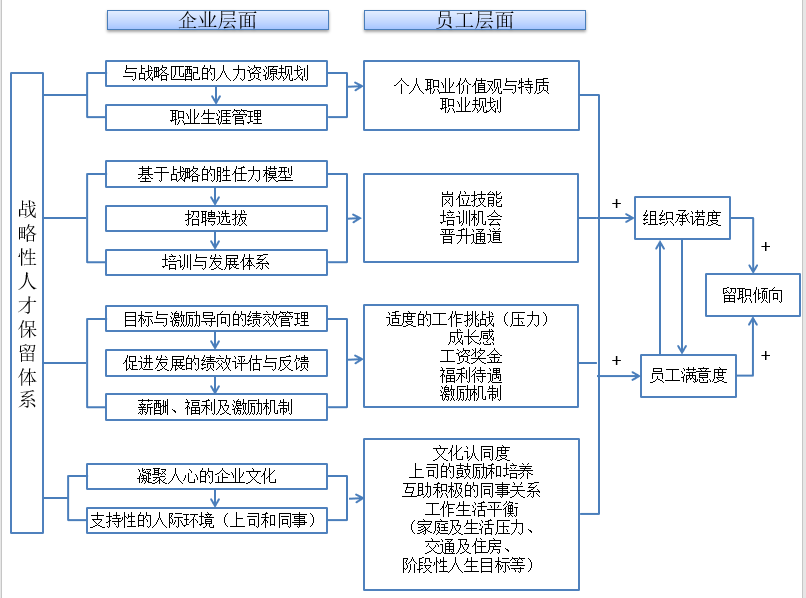 企业层面
员工层面
战略性人才保留体系
与战略匹配的人力资源规划
职业生涯管理
个人职业价值观与特质
职业规划
基于战略的胜任力模型
招聘选拔
培训与发展体系
岗位技能
培训机会
晋升通道
目标与激励导向的绩效管理
促进发展的绩效评估与反馈
薪酬、福利及激励机制
适度的工作挑战（压力）
成长感
工资奖金
福利待遇
激励机制
凝聚人心的企业文化
支持性的人际环境（上司和同事）
文化认同度
上司的鼓励和培养
互助积极的同事关系
工作生活平衡
（家庭及生活压力、
交通及住房、
阶段性人生目标等）
+
组织承诺度
+
留职倾向
+
员工满意度
+